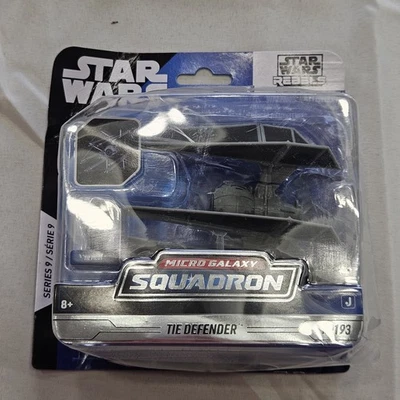 STAR
WARS
STAR
WARS
REBELS
SERIES 9 / SÉRIE 9
MICRO GALAXY
SQUADRON
8+
J
TIE DEFENDER
193